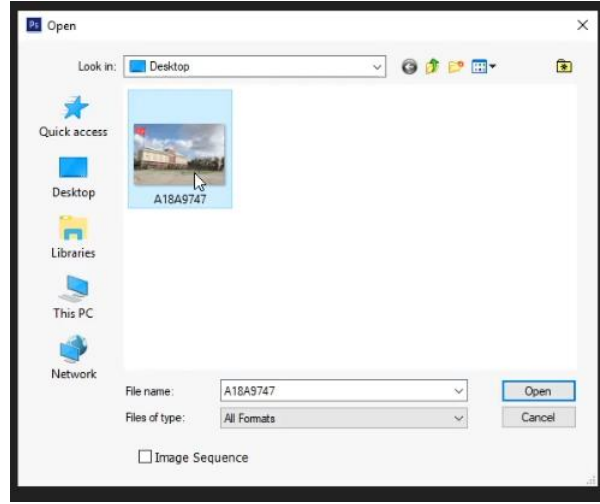 Ps Open
Look in: Desktop
Quick access
A18A9747
Desktop
Libraries
This PC
Network
File name: A18A9747 Open
Files of type: All Formats Cancel
Image Sequence